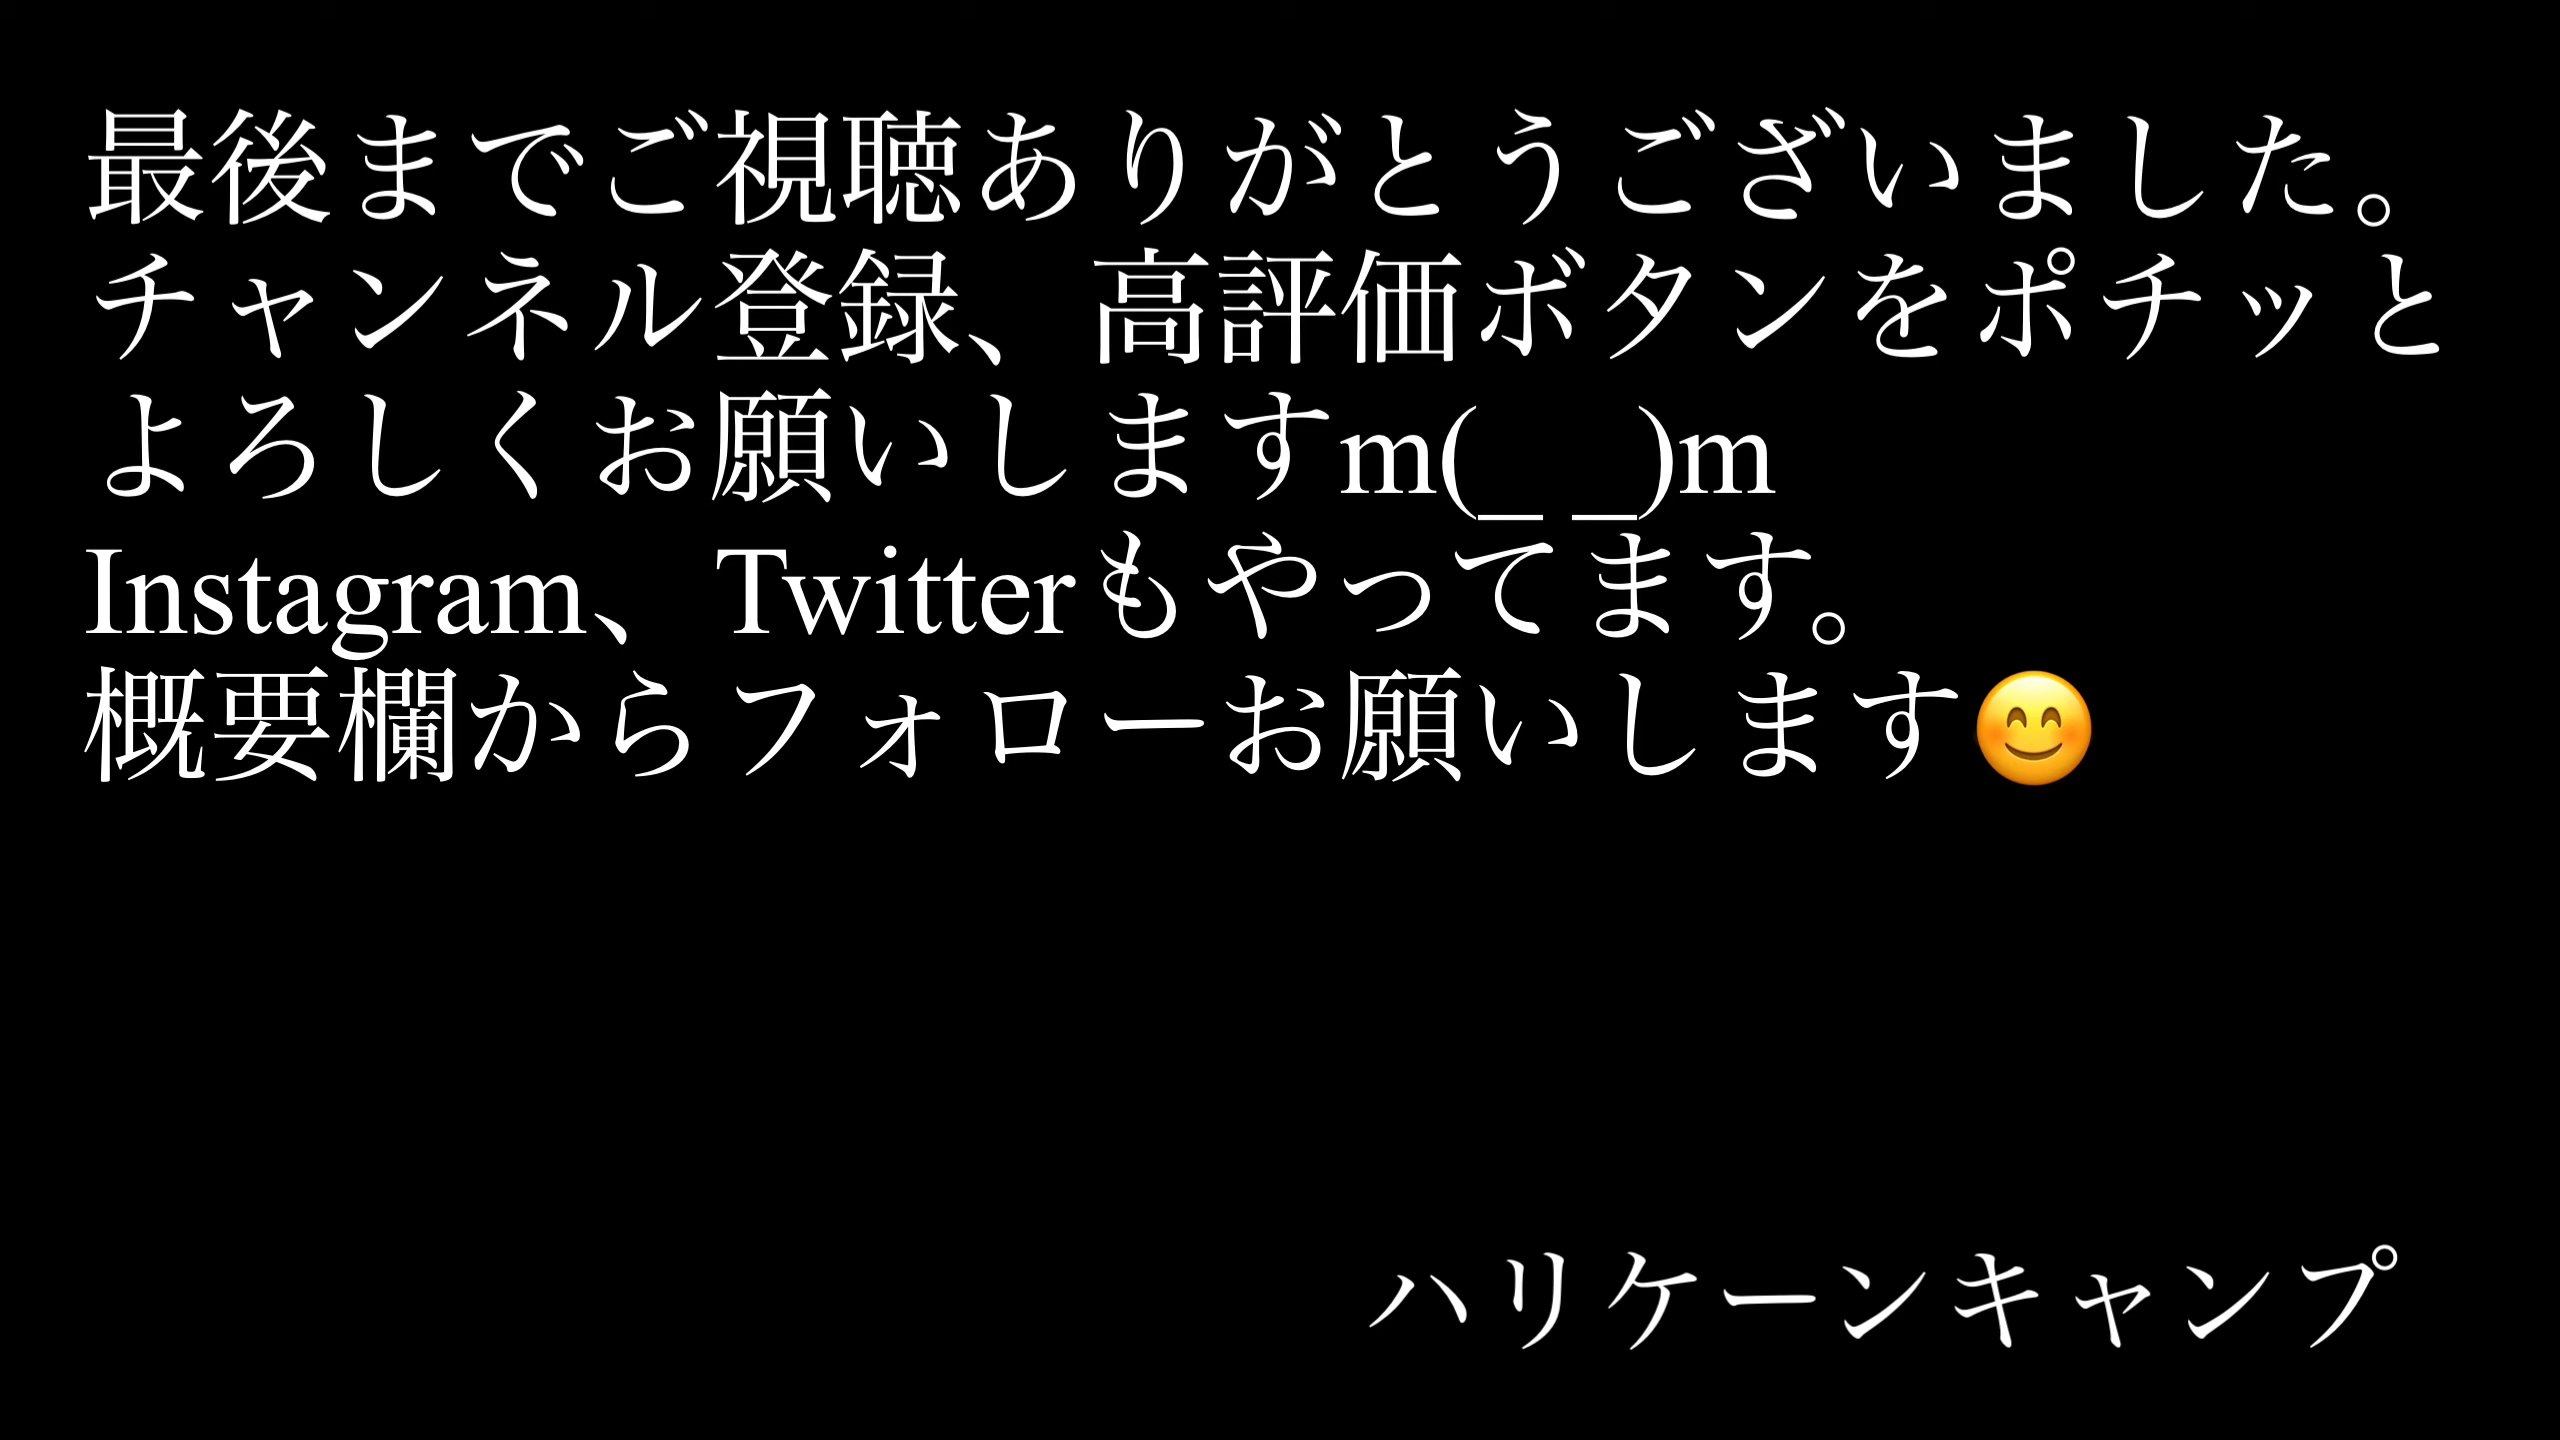 最後までご視聴ありがとうございました。
チャンネル登録、高評価ボタンをポチッと
よろしくお願いしますm(_ _)m
Instagram、Twitterもやってます。
概要欄からフォローお願いします😊
ハリケーンキャンプ